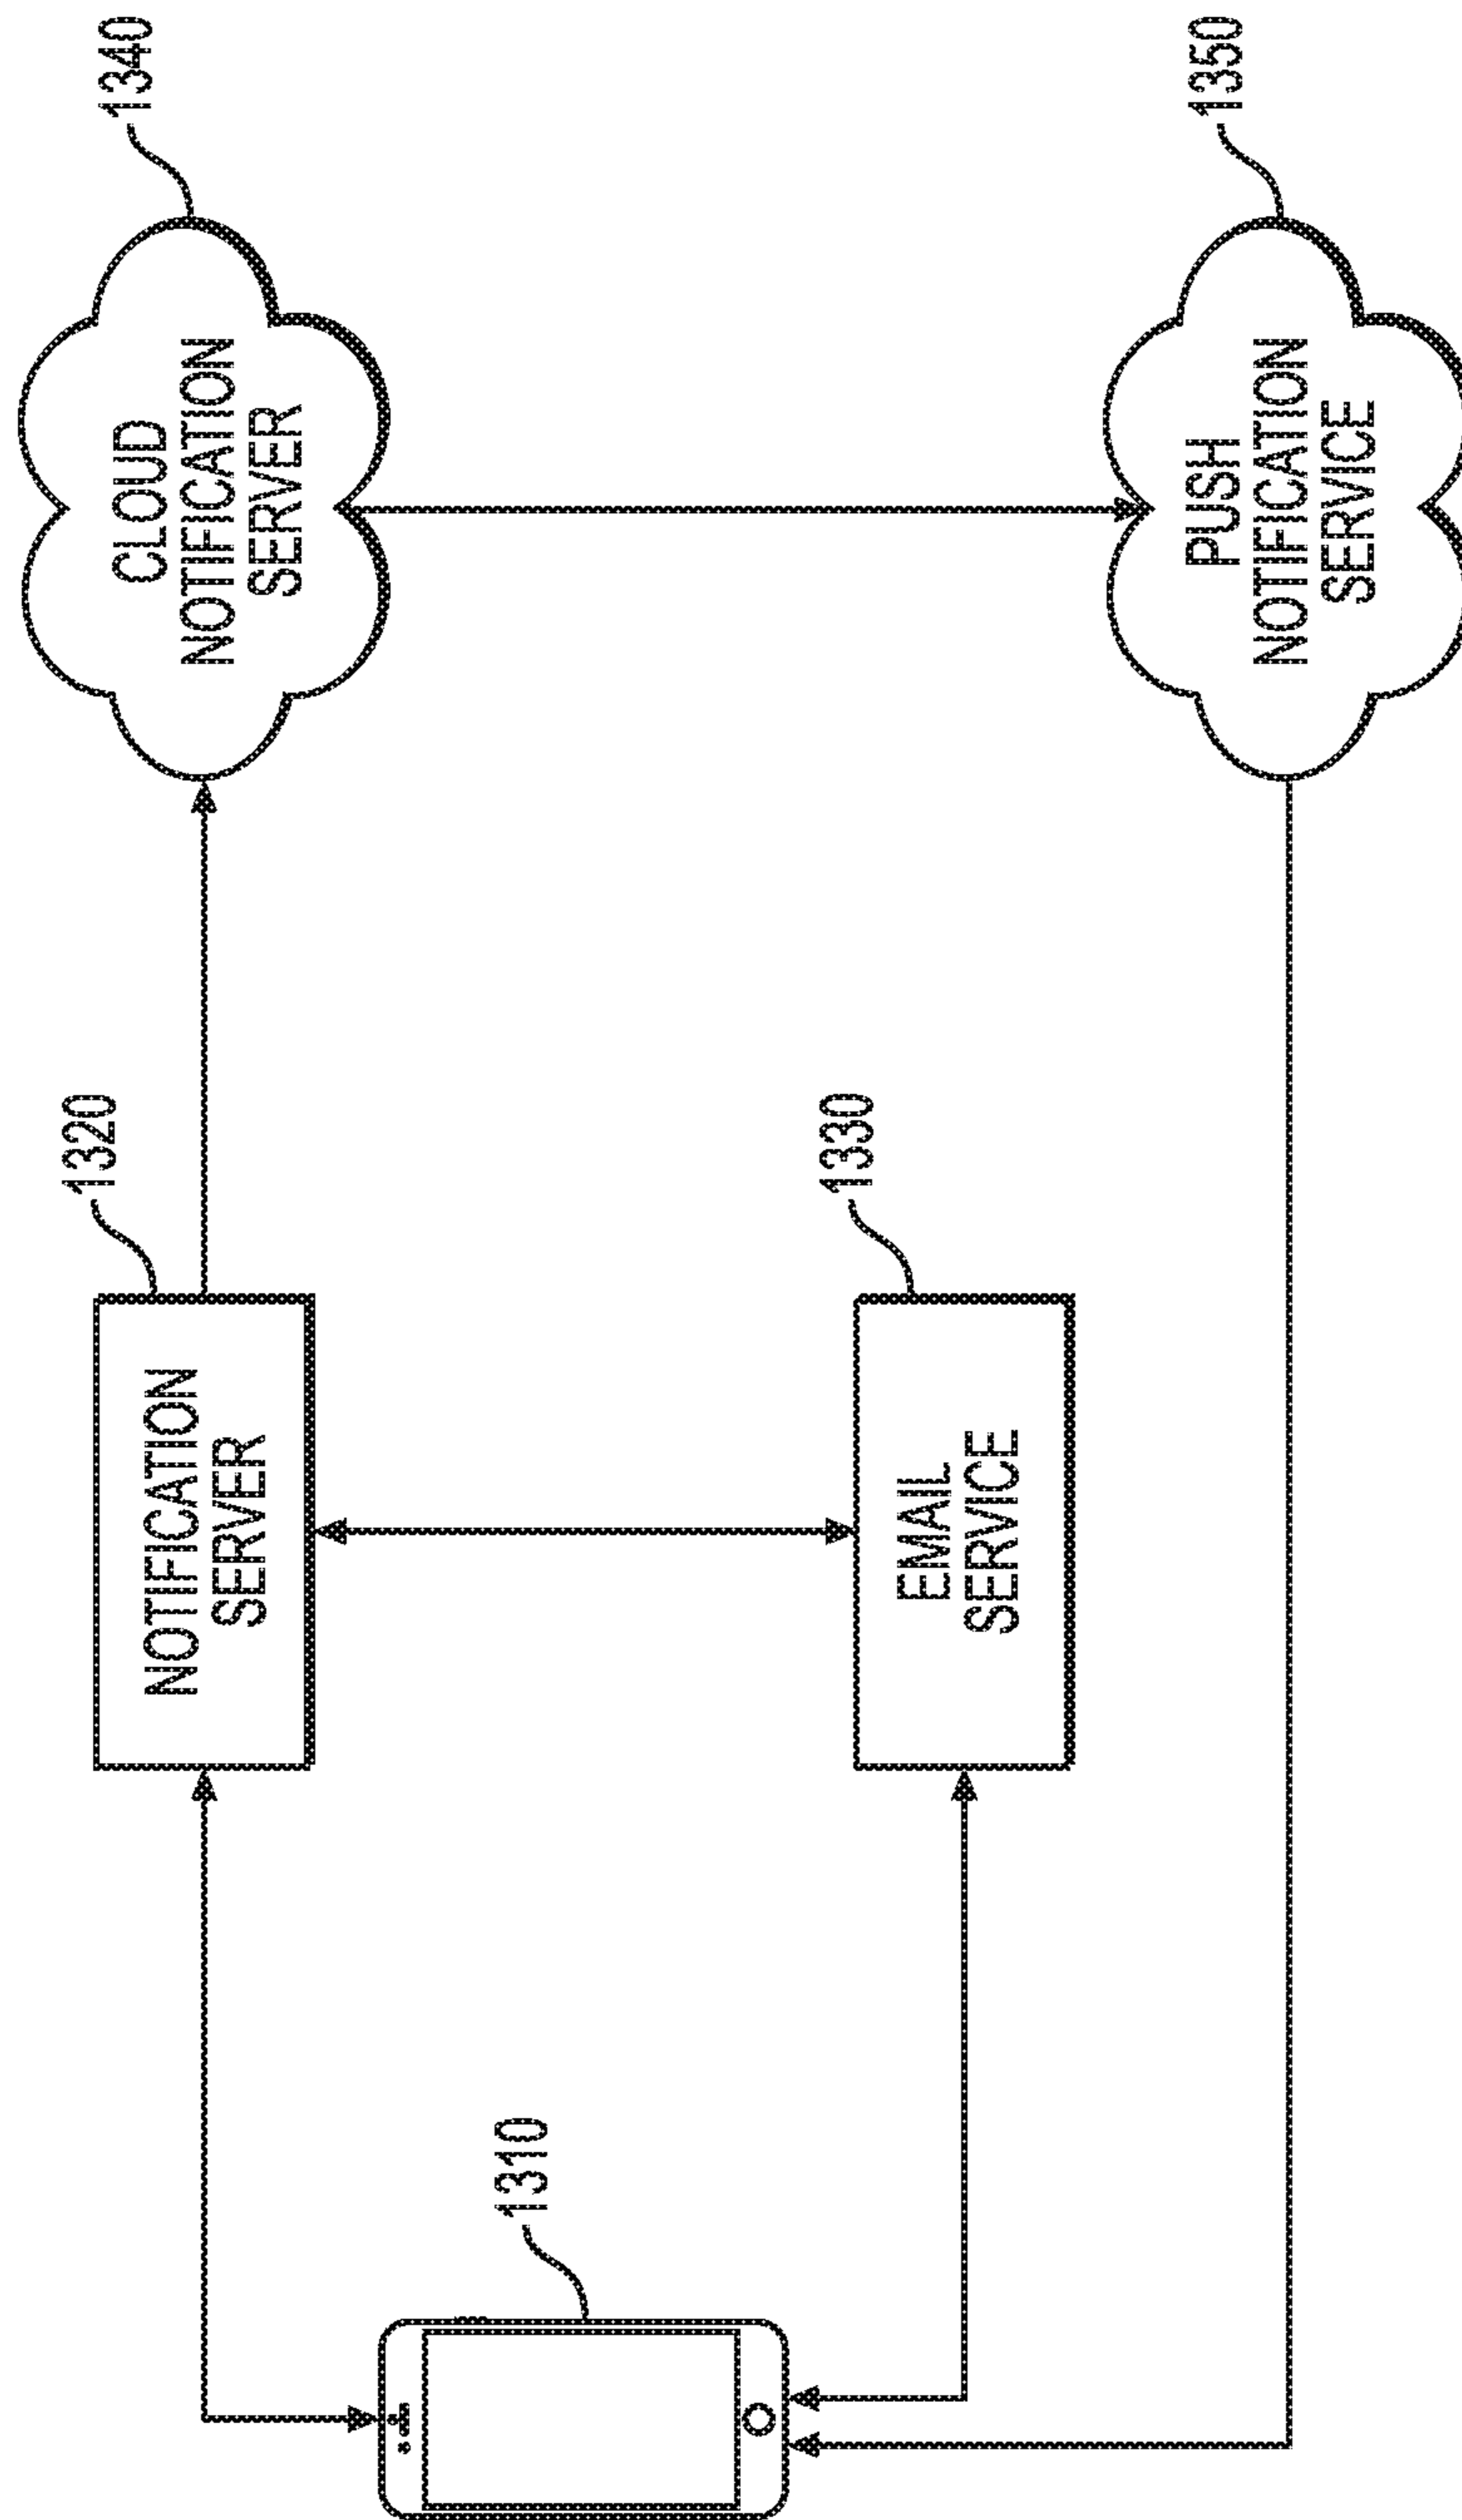 1310
NOTIFICATION
SERVER
1320
EMAIL
SERVICE
1330
CLOUD
NOTIFICATION
SERVER
1340
PUSH
NOTIFICATION
SERVICE
1350